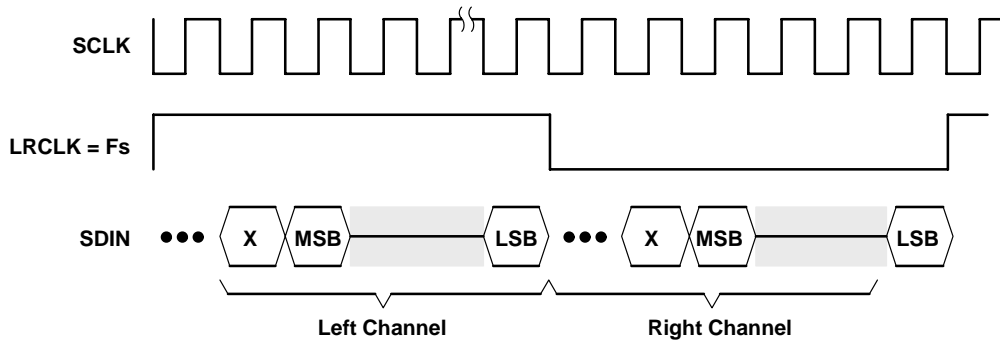 SCLK
LRCLK = Fs
SDIN ●●● X MSB LSB ●●● X MSB LSB
Left Channel Right Channel